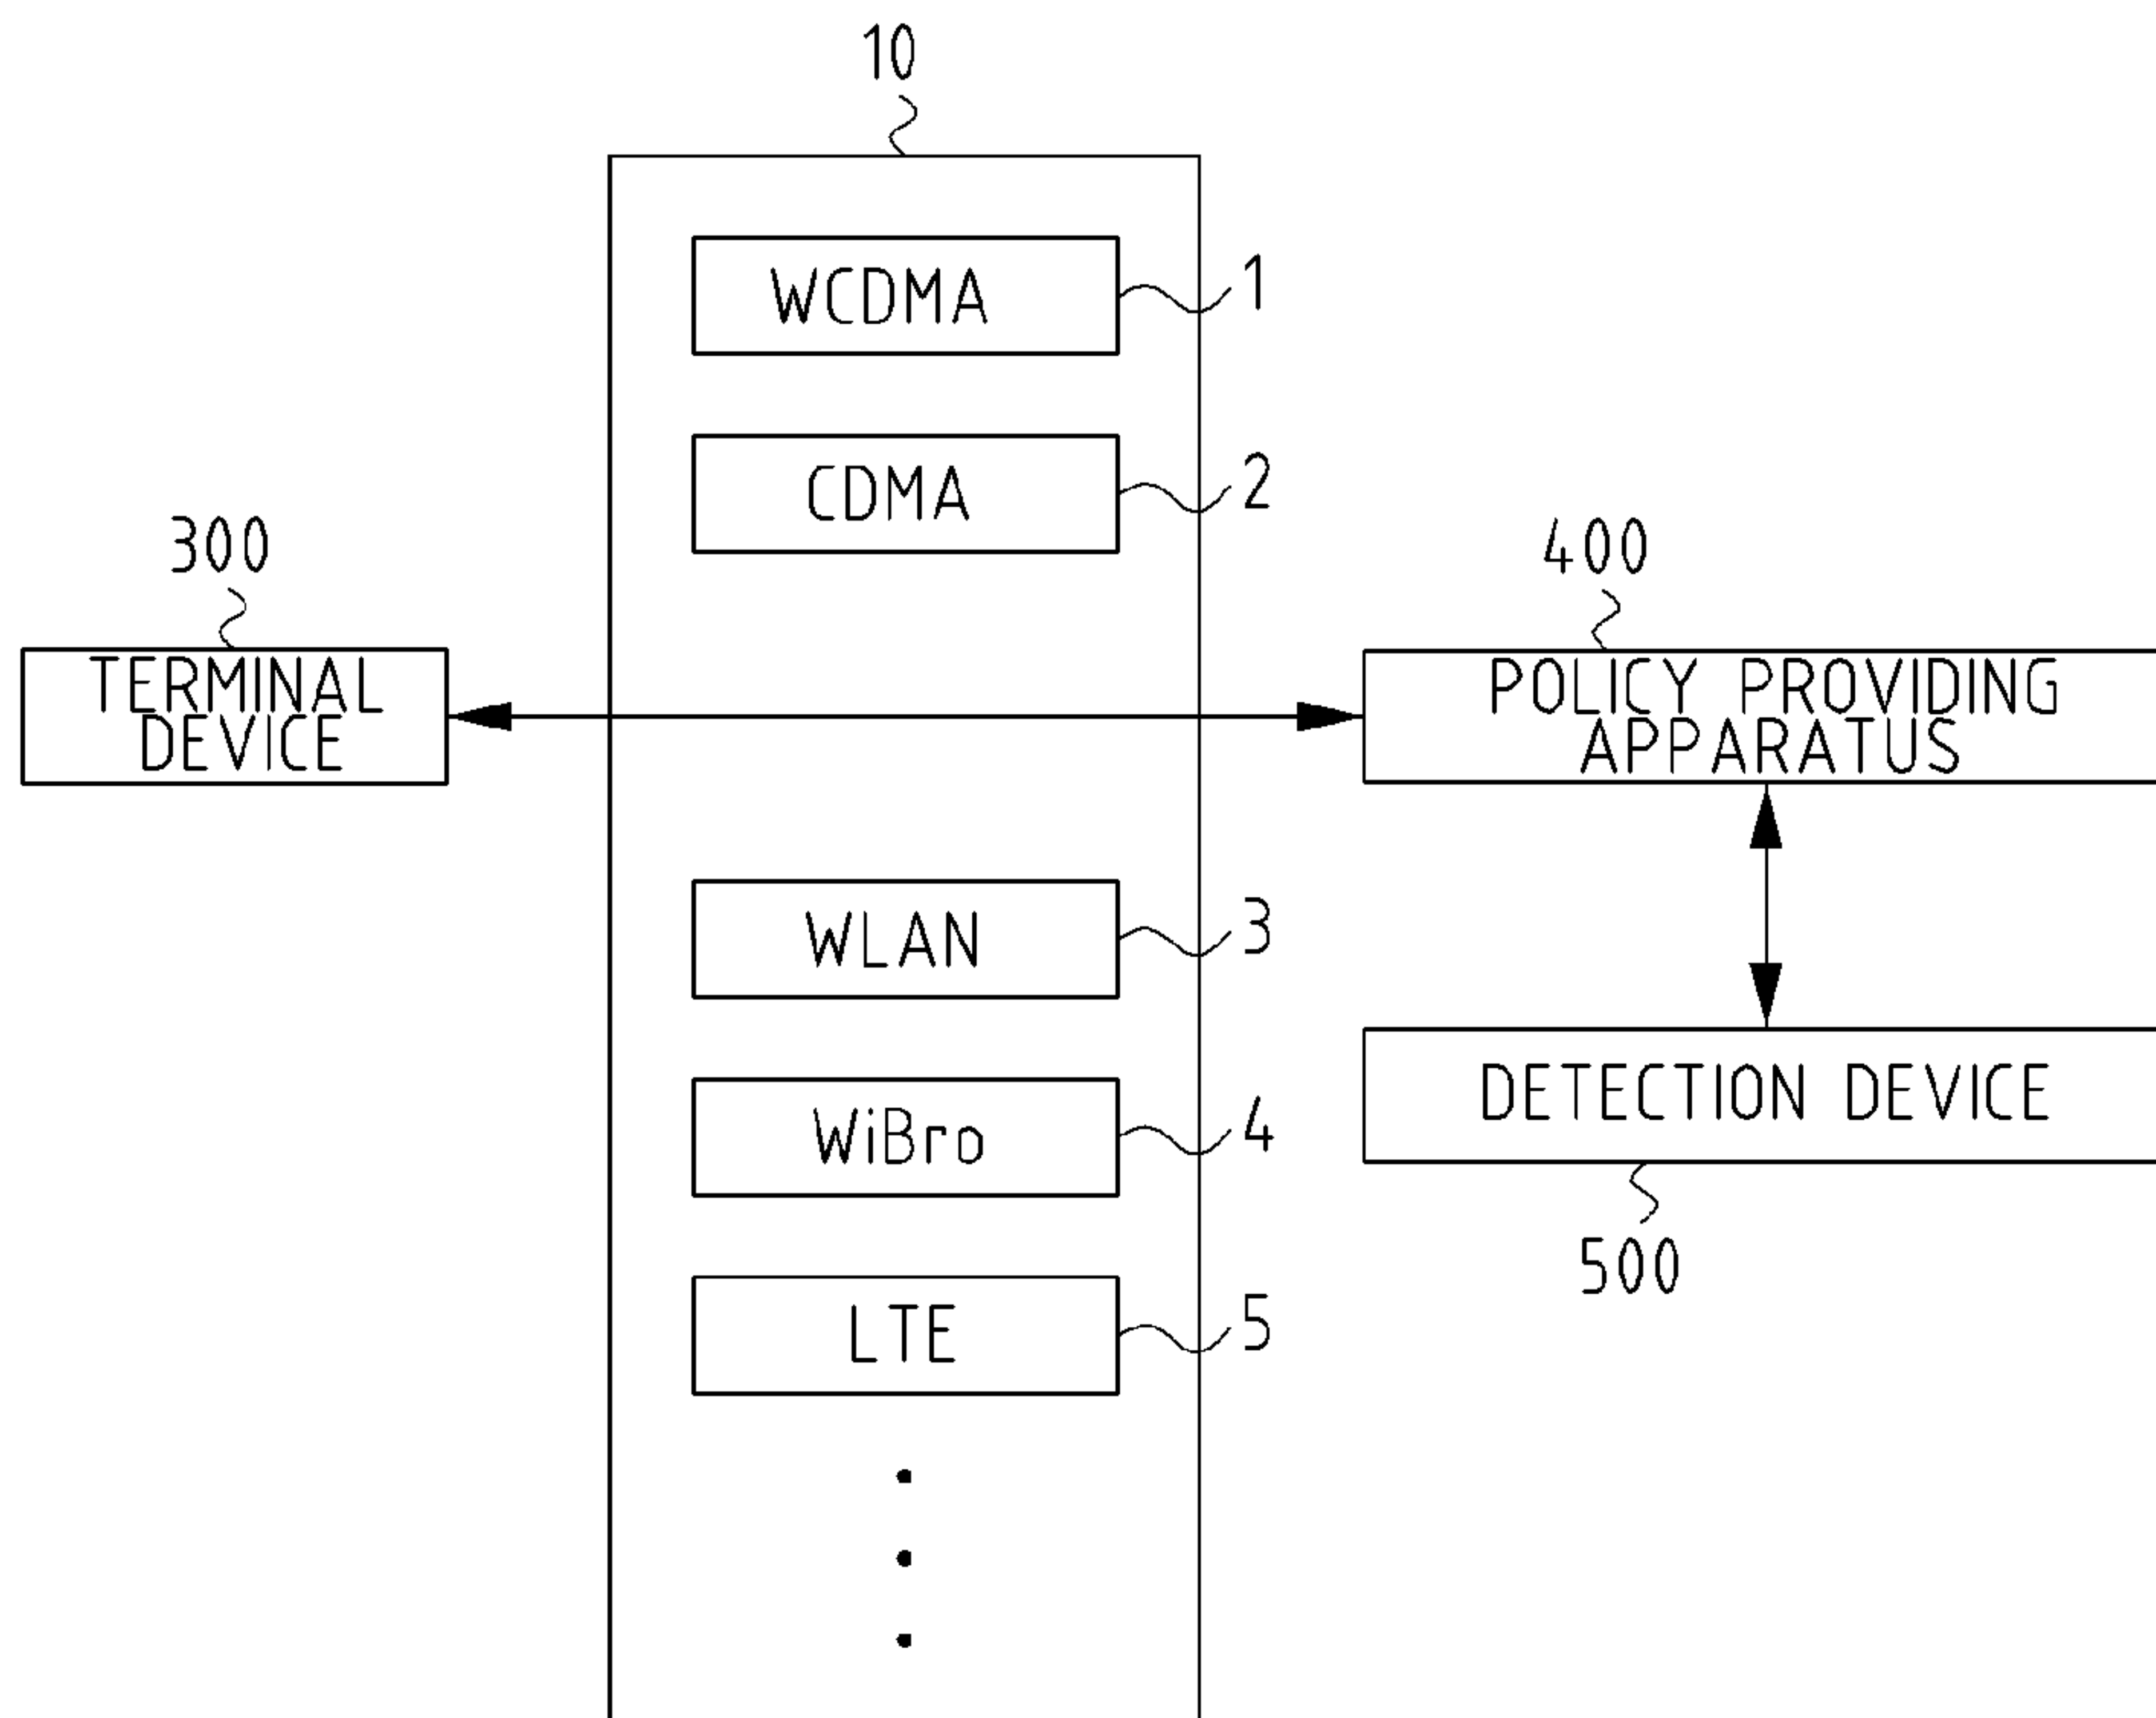 10
WCDMA
1
CDMA
2
300
400
TERMINAL
DEVICE
POLICY PROVIDING
APPARATUS
WLAN
3
WiBro
4
DETECTION DEVICE
500
LTE
5